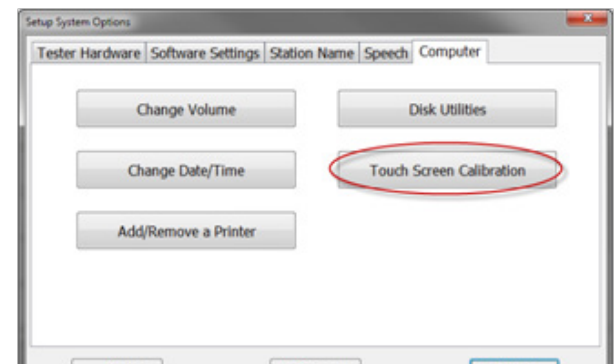 Setup System Options
Tester Hardware Software Settings Station Name Speech Computer
Change Volume Disk Utilities
Change Date/Time Touch Screen Calibration
Add/Remove a Printer